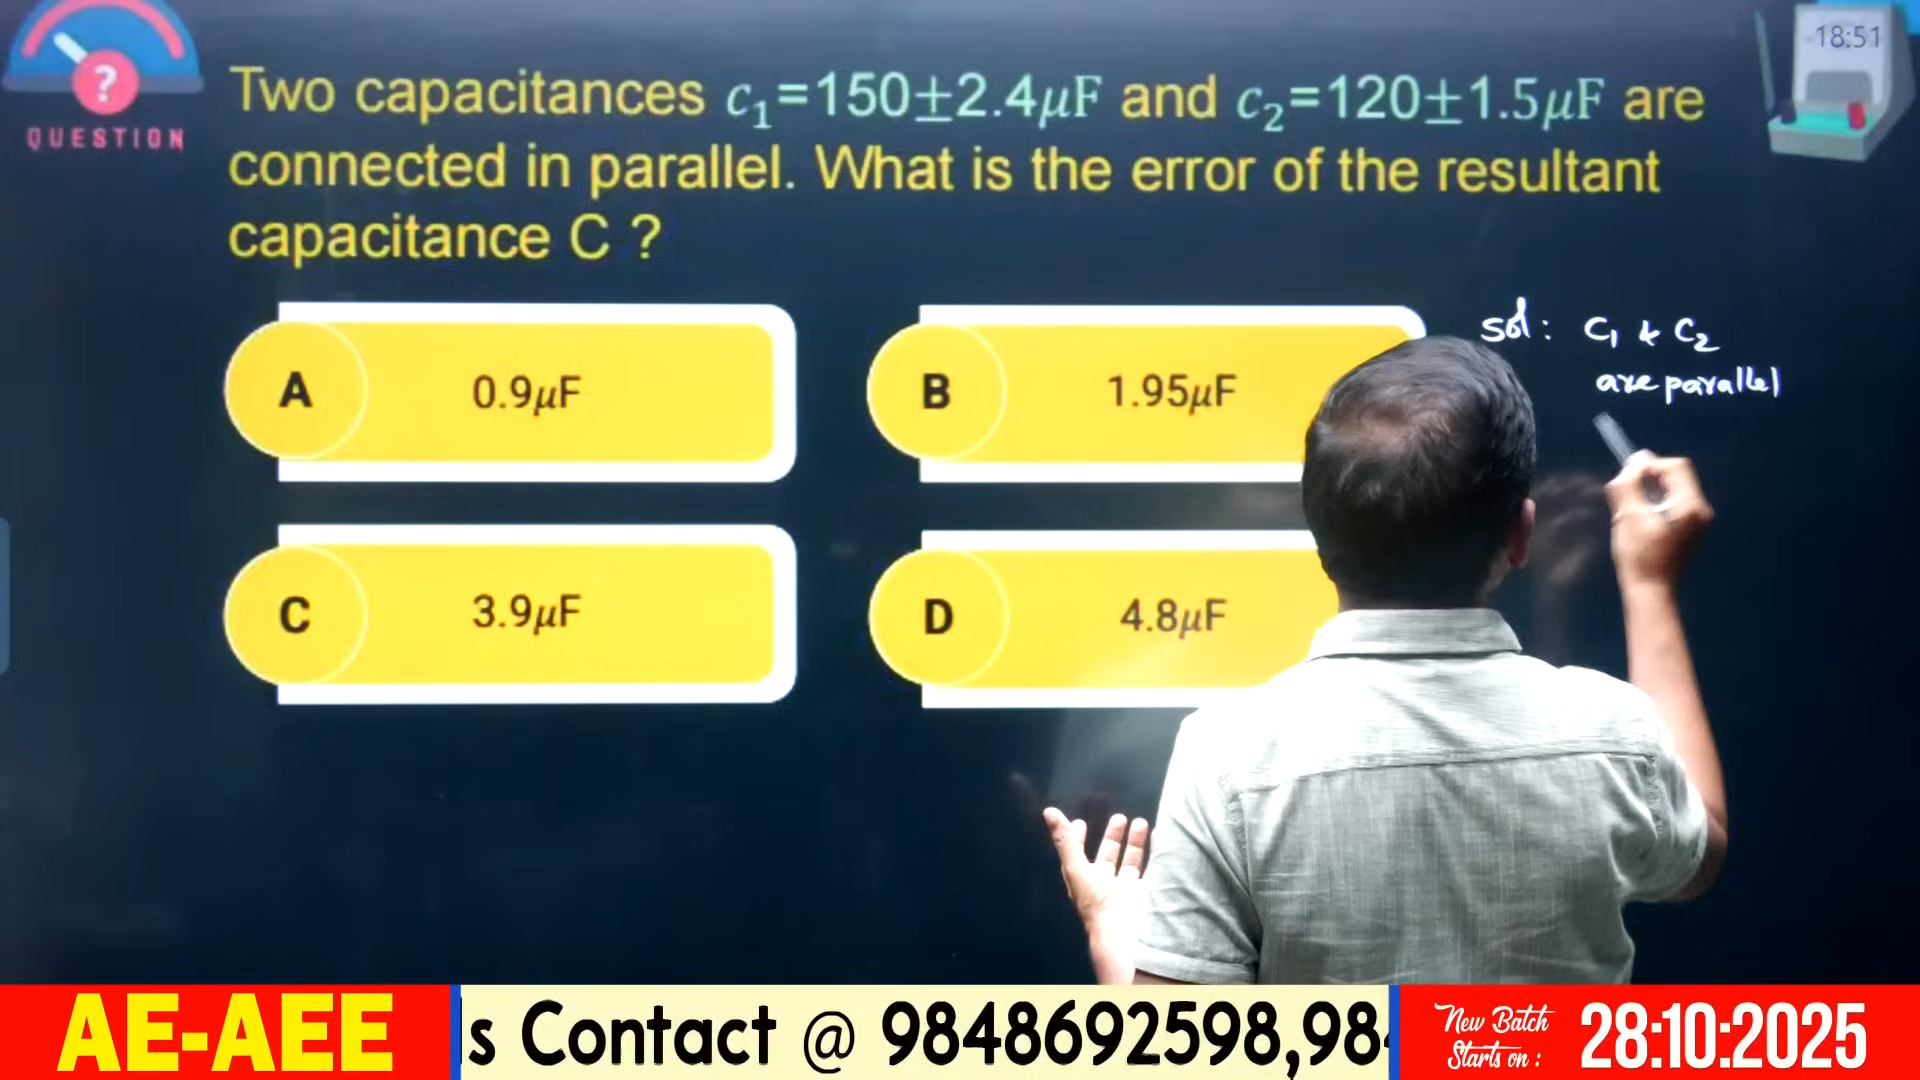 18:51
QUESTION
Two capacitances c₁=150±2.4μF and c₂=120±1.5μF are
connected in parallel. What is the error of the resultant
capacitance C ?
A 0.9μF
B 1.95μF
C 3.9μF
D 4.8μF
Sol: C₁ & C₂
are parallel
AE-AEE
s Contact @ 9848692598,984
New Batch
Starts on :
28:10:2025